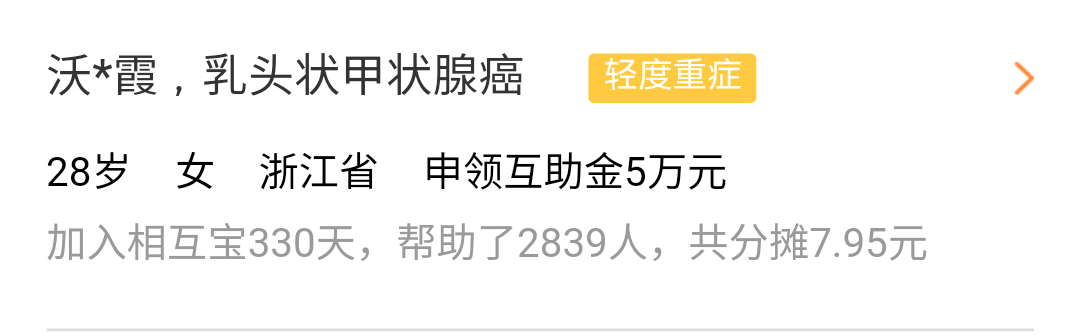 沃*霞，乳头状甲状腺癌 轻度重症
28岁 女 浙江省 申领互助金5万元
加入相互宝330天，帮助了2839人，共分摊7.95元